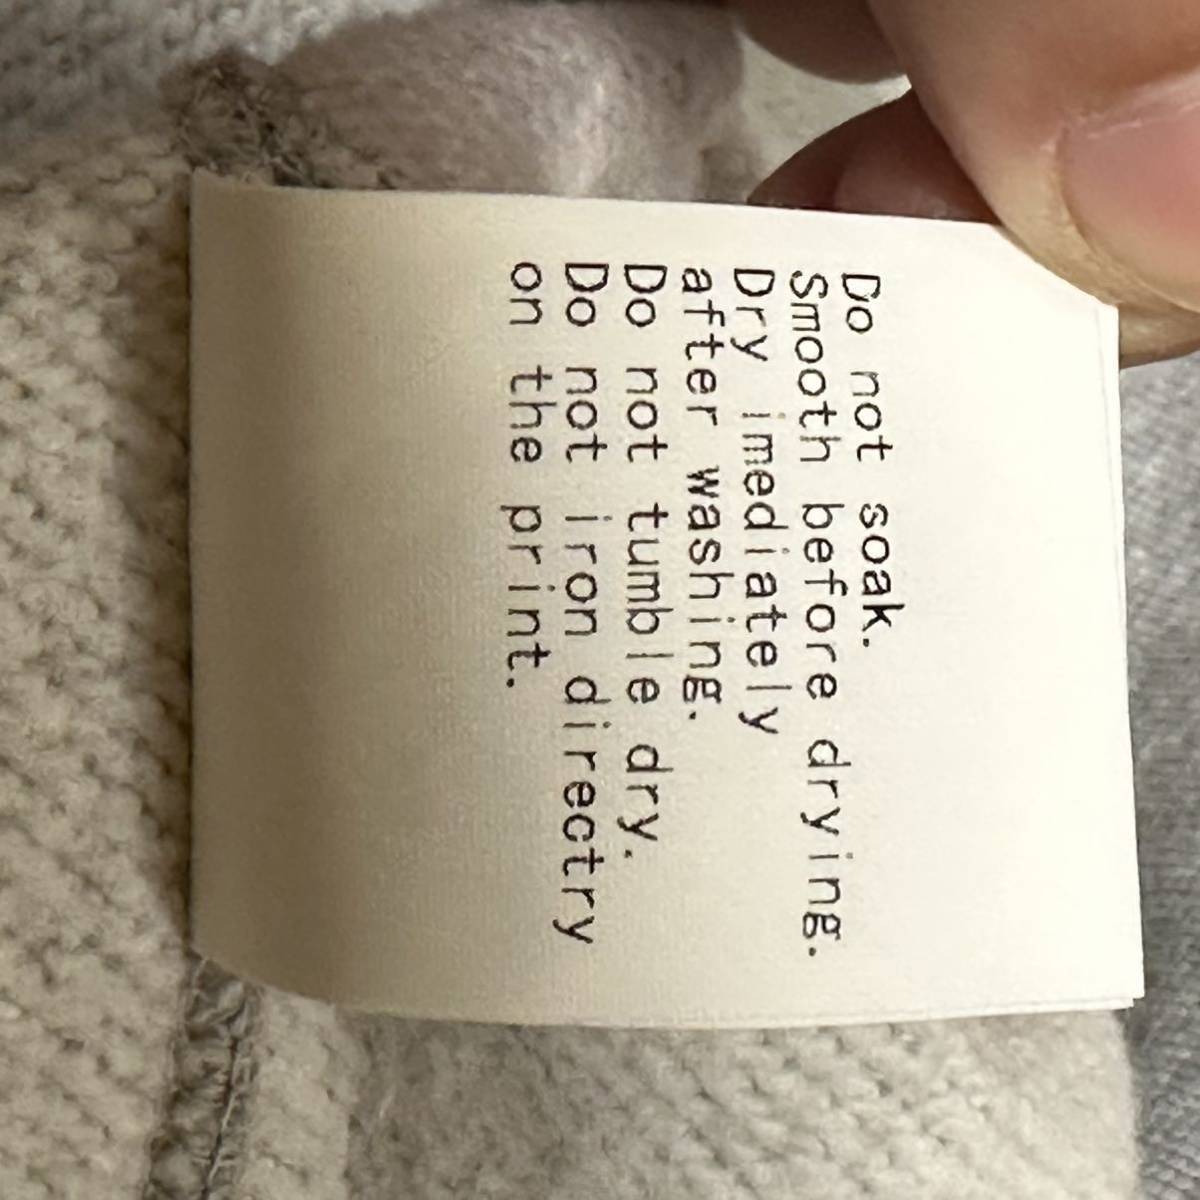 Do not soak.
Smooth before drying.
Dry imediately
after washing.
Do not tumble dry.
Do not iron directry
on the print.